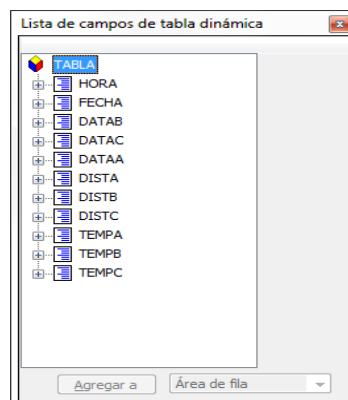 Lista de campos de tabla dinámica
TABLA
HORA
FECHA
DATAB
DATAC
DATAA
DISTA
DISTB
DISTC
TEMPA
TEMPB
TEMPC
Agregar a Área de fila